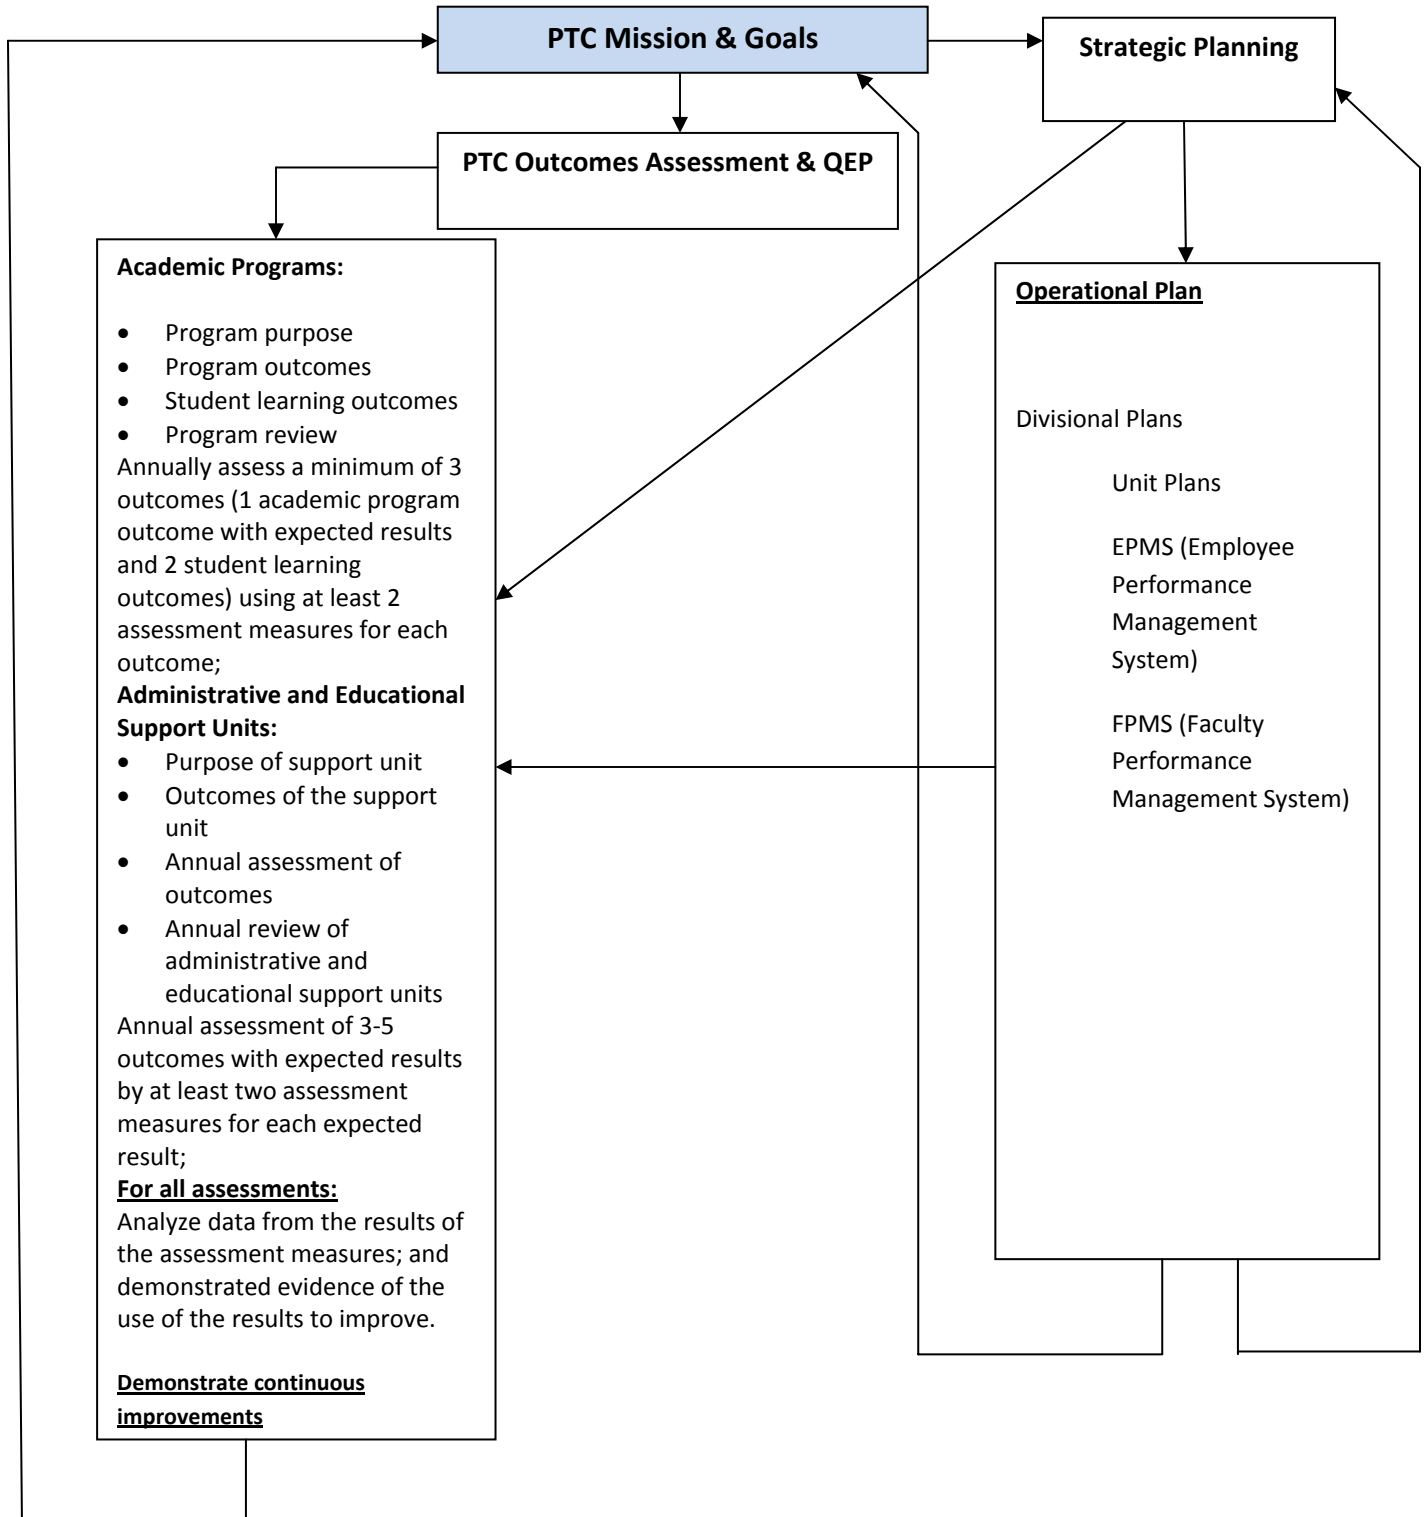 PTC Mission & Goals
Strategic Planning
PTC Outcomes Assessment & QEP
Academic Programs:
• Program purpose
• Program outcomes
• Student learning outcomes
• Program review
Annually assess a minimum of 3
outcomes (1 academic program
outcome with expected results
and 2 student learning
outcomes) using at least 2
assessment measures for each
outcome;
Administrative and Educational
Support Units:
• Purpose of support unit
• Outcomes of the support
unit
• Annual assessment of
outcomes
• Annual review of
administrative and
educational support units
Annual assessment of 3-5
outcomes with expected results
by at least two assessment
measures for each expected
result;
For all assessments:
Analyze data from the results of
the assessment measures; and
demonstrated evidence of the
use of the results to improve.
Demonstrate continuous
improvements
Operational Plan
Divisional Plans
Unit Plans
EPMS (Employee
Performance
Management
System)
FPMS (Faculty
Performance
Management System)